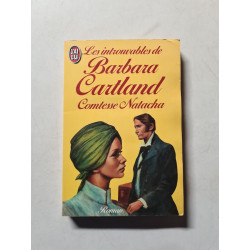 J'AI
LU
Les introuvables de
Barbara
Cartland
Comtesse Natacha
Roman